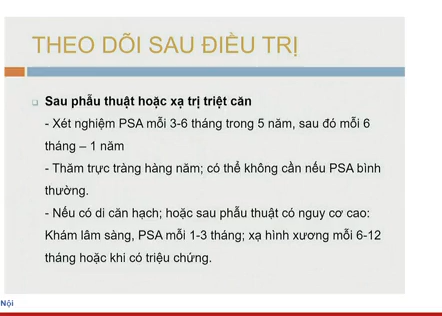 THEO DÕI SAU ĐIỀU TRỊ
Sau phẫu thuật hoặc xạ trị triệt căn
- Xét nghiệm PSA mỗi 3-6 tháng trong 5 năm, sau đó mỗi 6
tháng – 1 năm
- Thăm trực tràng hàng năm; có thể không cần nếu PSA bình
thường.
- Nếu có di căn hạch; hoặc sau phẫu thuật có nguy cơ cao:
Khám lâm sàng, PSA mỗi 1-3 tháng; xạ hình xương mỗi 6-12
tháng hoặc khi có triệu chứng.
Nội